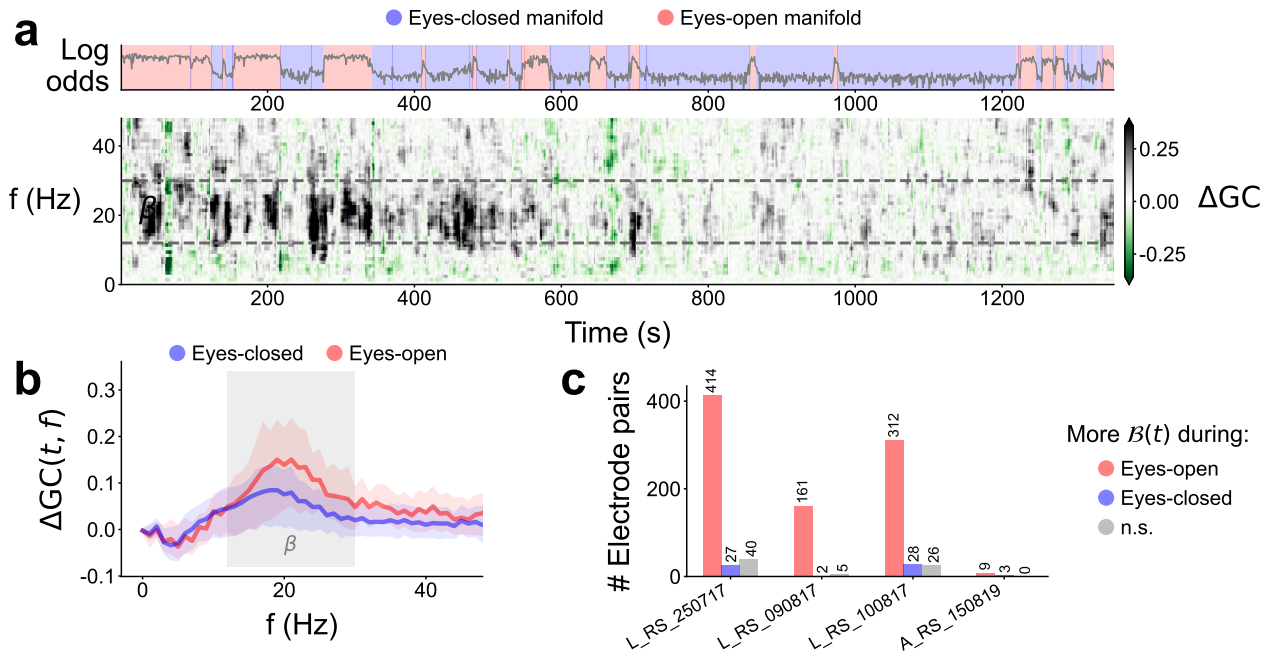 a
Eyes-closed manifold
Eyes-open manifold
Log
odds
200 400 600 800 1000 1200
40
20
0
f (Hz)
β
0.25
0.00
-0.25
ΔGC
200 400 600 800 1000 1200
Time (s)
b
Eyes-closed
Eyes-open
0.3
0.2
0.1
0.0
-0.1
ΔGC(t, f)
β
0 20 40
f (Hz)
c
# Electrode pairs
400
200
0
414 27 40
161 2 5
312 28 26
9 3 0
L_RS_250717
L_RS_090817
L_RS_100817
A_RS_150819
More ℬ(t) during:
Eyes-open
Eyes-closed
n.s.